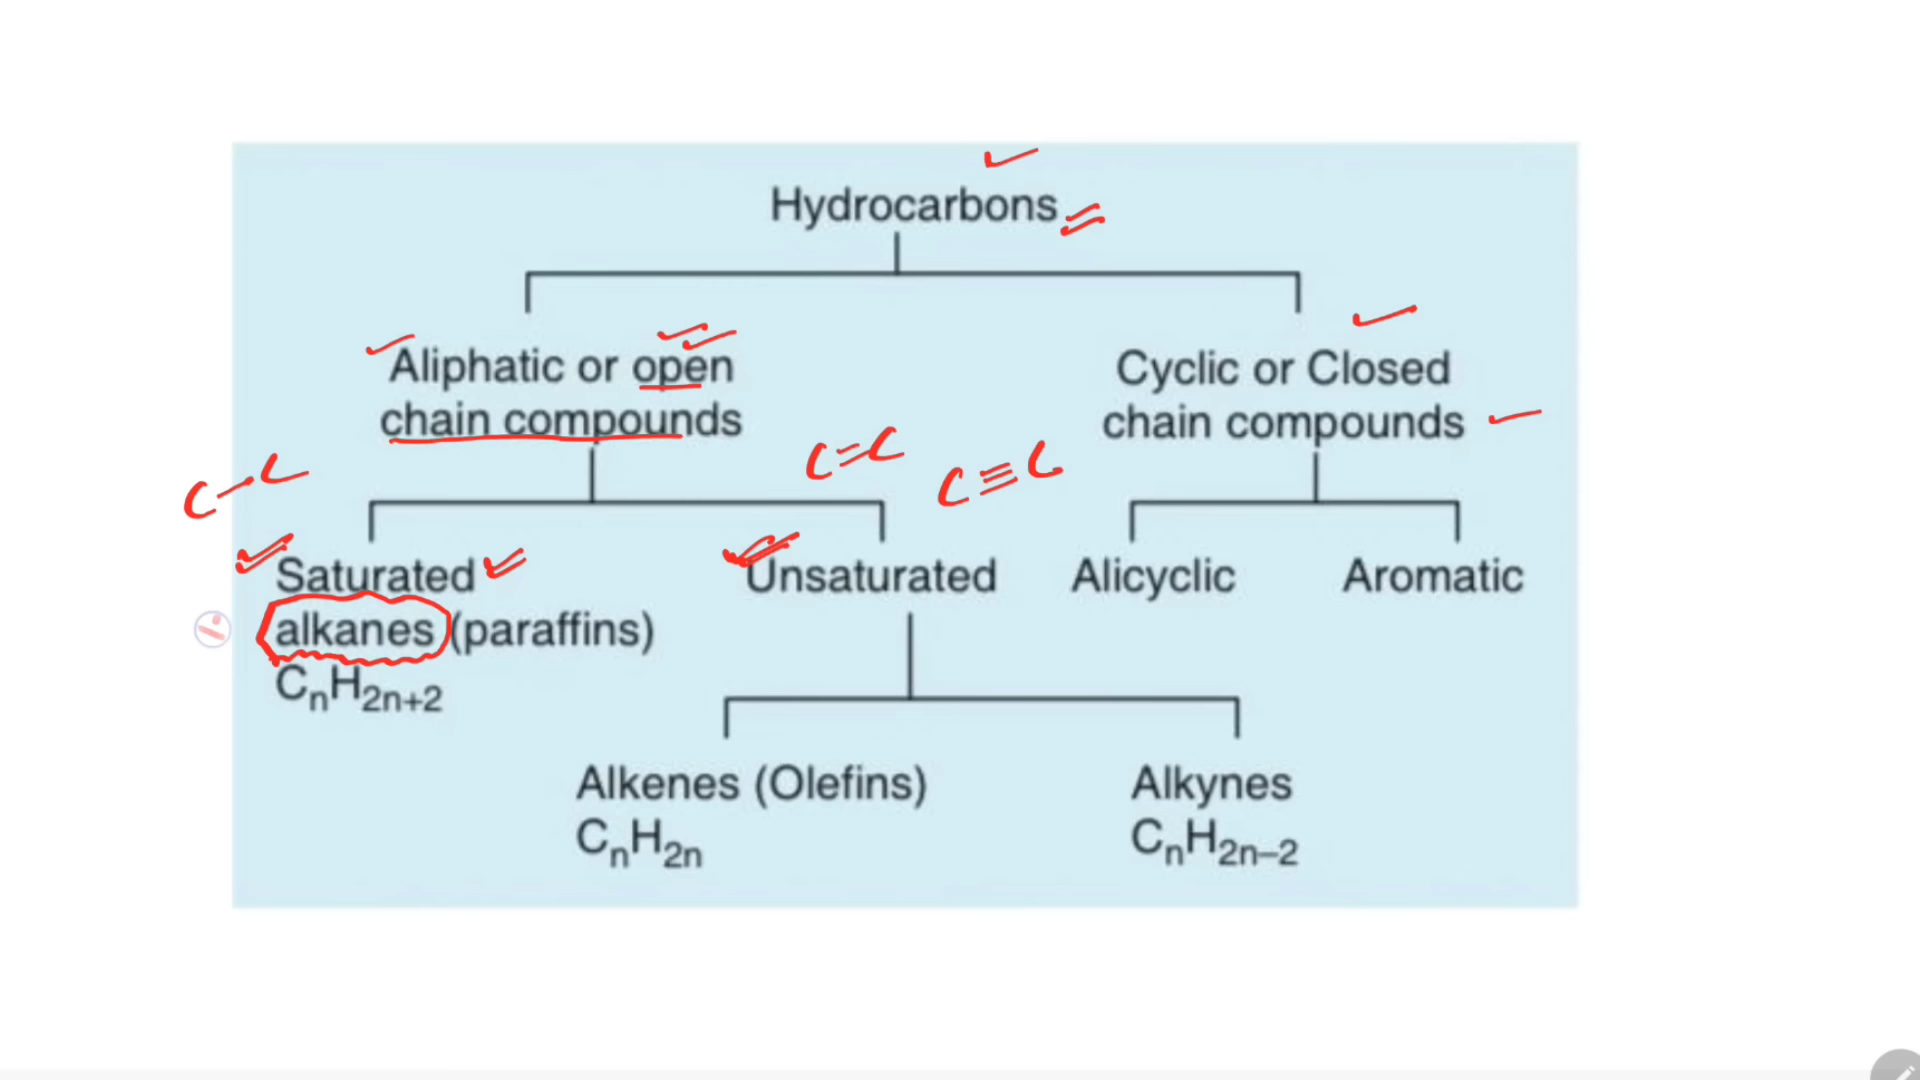 Hydrocarbons
Aliphatic or open
chain compounds
Cyclic or Closed
chain compounds
C-C
C=C
C≡C
Saturated
alkanes (paraffins)
CnH2n+2
Unsaturated
Alicyclic
Aromatic
Alkenes (Olefins)
CnH2n
Alkynes
CnH2n–2